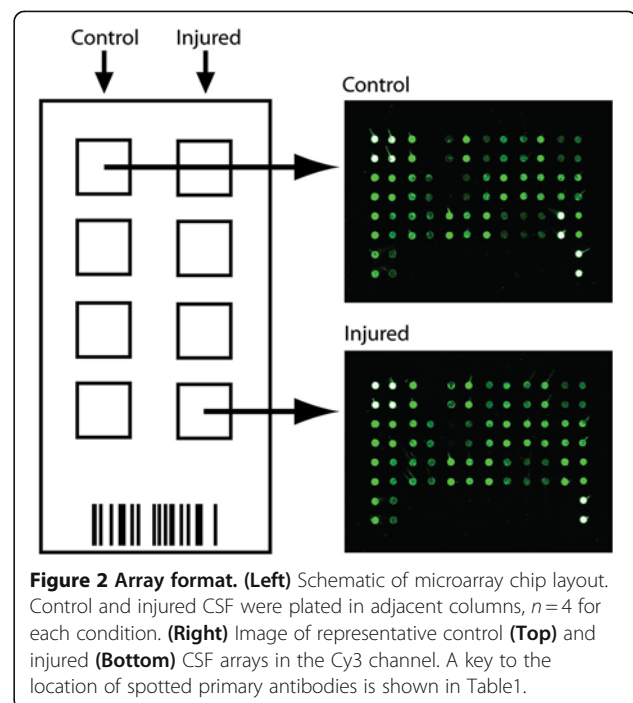 Control
Injured
Control
Injured
Figure 2 Array format. (Left) Schematic of microarray chip layout.
Control and injured CSF were plated in adjacent columns, n = 4 for
each condition. (Right) Image of representative control (Top) and
injured (Bottom) CSF arrays in the Cy3 channel. A key to the
location of spotted primary antibodies is shown in Table1.